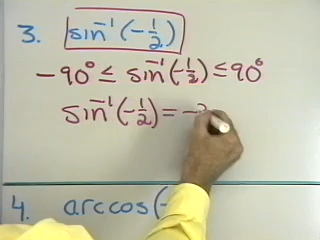 3. sin⁻¹(-1/2)
-90° ≤ sin⁻¹(-1/2) ≤ 90°
sin⁻¹(-1/2) = -
4. arccos(-